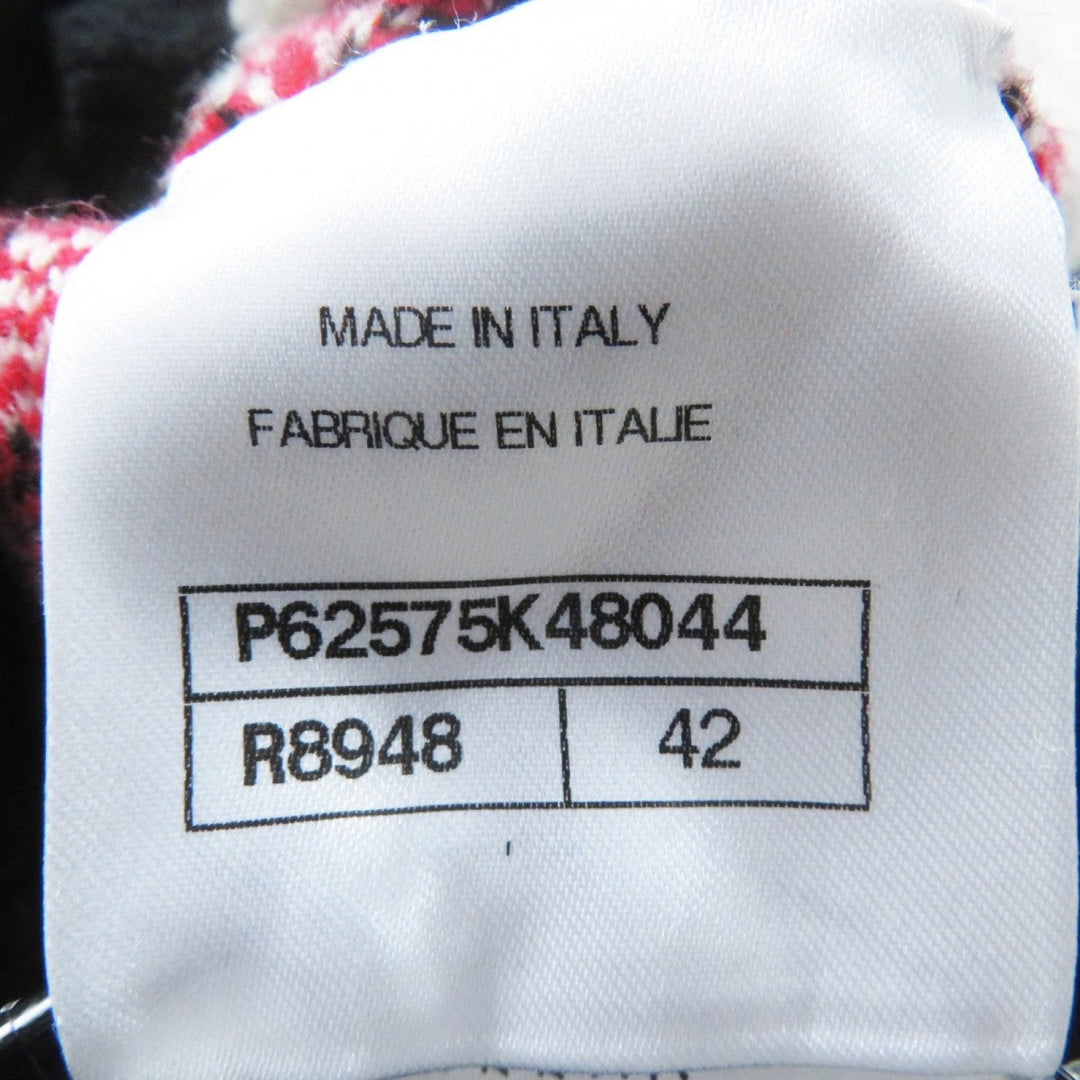 MADE IN ITALY
FABRIQUE EN ITALIE
P62575K48044
R8948 42